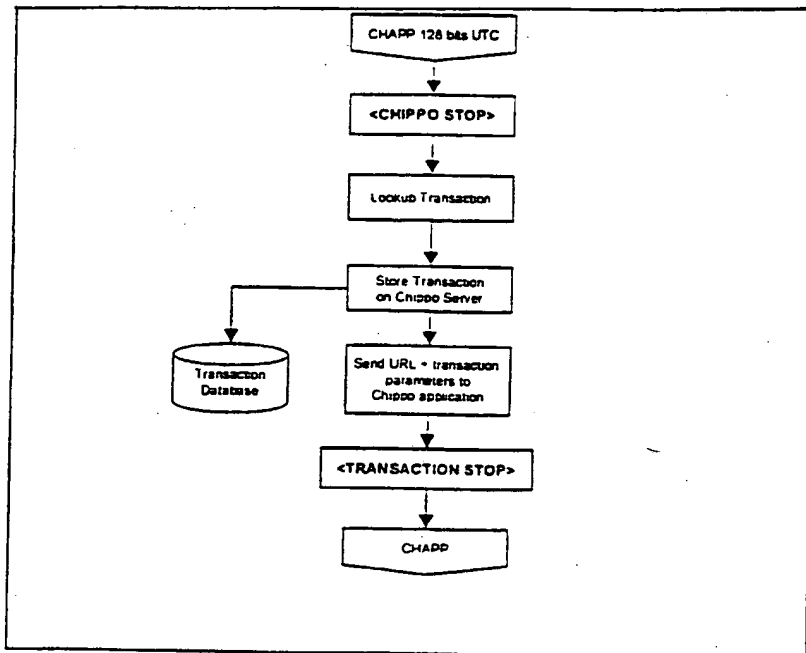 CHAPP 128 bits UTC
<CHIPPO STOP>
Lookup Transaction
Store Transaction
on Chippo Server
Transaction
Database
Send URL + transaction
parameters to
Chippo application
<TRANSACTION STOP>
CHAPP